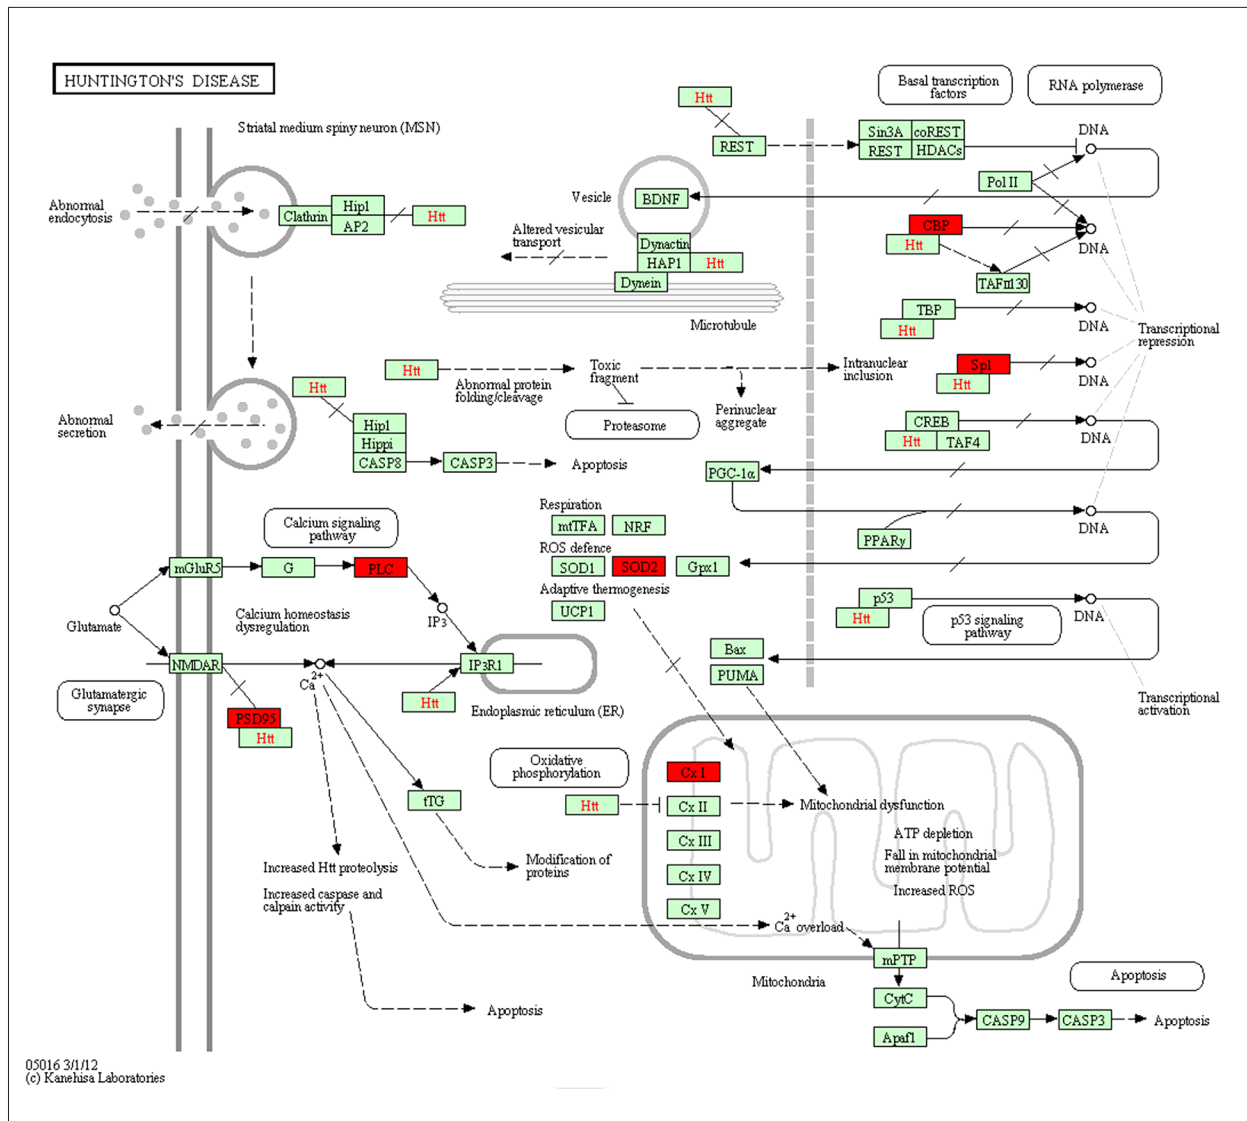 HUNTINGTON'S DISEASE
Basal transcription
factors
RNA polymerase
Striatal medium spiny neuron (MSN)
Htt
REST
Sin3A
coREST
REST
HDACs
DNA
Pol II
Abnormal
endocytosis
Clathrin
Hip1
AP2
Htt
Vesicle
BDNF
Altered vesicular
transport
Dynactin
HAP1
Htt
Dynein
Microtubule
CBP
Htt
TAFII130
DNA
TBP
Htt
DNA
Transcriptional
repression
Htt
Abnormal protein
folding/cleavage
Toxic
fragment
Proteasome
Perinuclear
aggregate
Intranuclear
inclusion
Sp1
Htt
DNA
Abnormal
secretion
Htt
Hip1
Hippi
CASP8
CASP3
Apoptosis
CREB
Htt
TAF4
DNA
PGC-1α
PPARγ
DNA
Calcium signaling
pathway
Respiration
mtTFA
NRF
ROS defence
SOD1
SOD2
Gpx1
Adaptive thermogenesis
UCP1
mGluR5
G
PLC
IP3
Glutamate
Calcium homeostasis
dysregulation
p53
Htt
p53 signaling
pathway
DNA
Bax
PUMA
NMDAR
Ca2+
IP3R1
Htt
Endoplasmic reticulum (ER)
Glutamatergic
synapse
PSD95
Htt
Transcriptional
activation
Oxidative
phosphorylation
Htt
Cx I
Cx II
Cx III
Cx IV
Cx V
Mitochondrial dysfunction
ATP depletion
Fall in mitochondrial
membrane potential
Increased ROS
tTG
Modification of
proteins
Increased Htt proteolysis
Increased caspase and
calpain activity
Ca2+ overload
mPTP
Mitochondria
Apoptosis
CytC
Apaf1
CASP9
CASP3
Apoptosis
Apoptosis
05016 3/1/12
(c) Kanehisa Laboratories